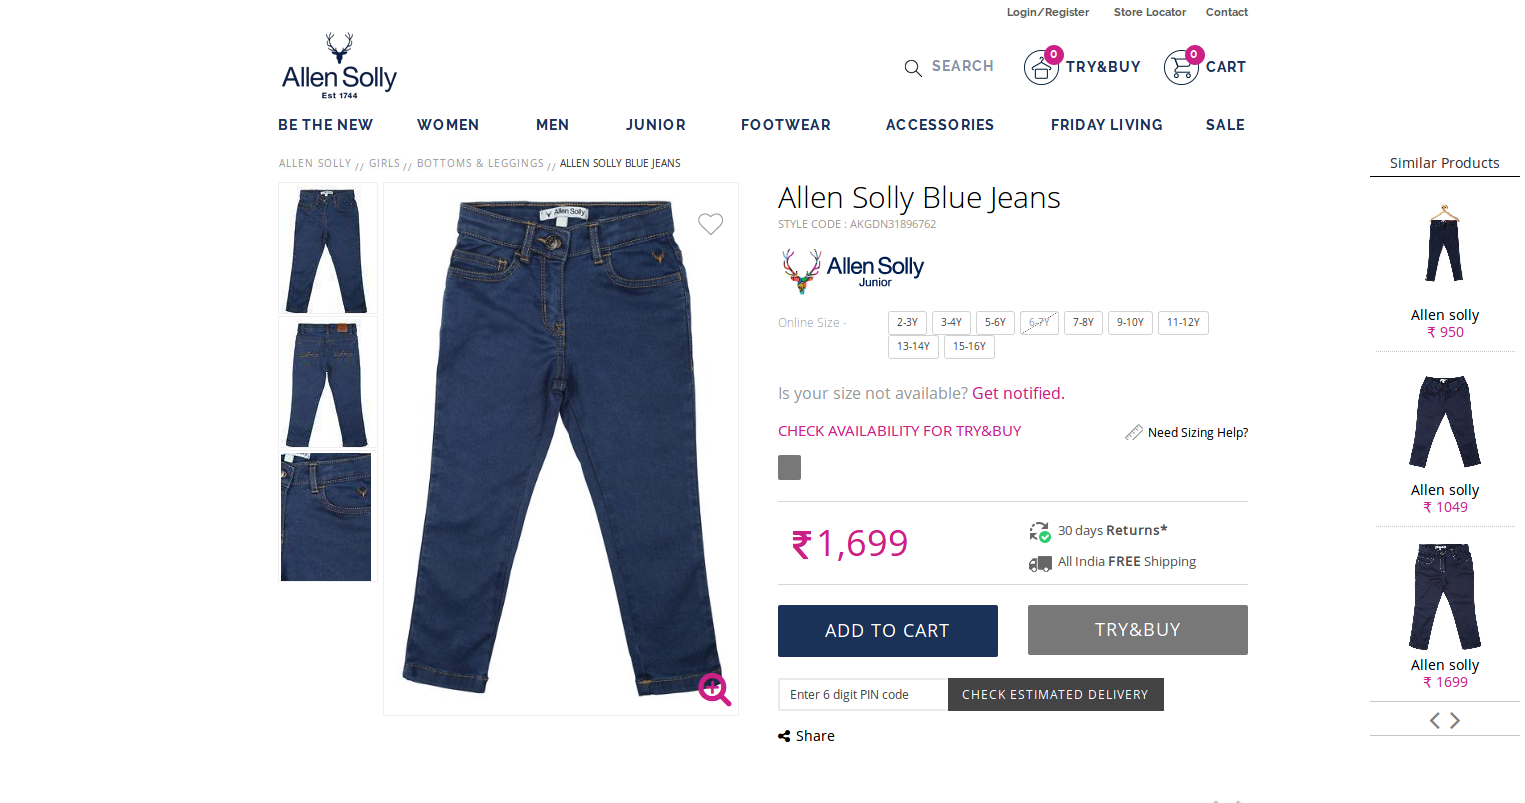 Login/Register Store Locator Contact
Allen Solly
Est 1744
SEARCH 0 TRY&BUY 0 CART
BE THE NEW WOMEN MEN JUNIOR FOOTWEAR ACCESSORIES FRIDAY LIVING SALE
ALLEN SOLLY // GIRLS // BOTTOMS & LEGGINGS // ALLEN SOLLY BLUE JEANS
Allen Solly
Allen Solly Blue Jeans
STYLE CODE : AKGDN31896762
Allen Solly
Junior
Online Size - 2-3Y 3-4Y 5-6Y 6-7Y 7-8Y 9-10Y 11-12Y
13-14Y 15-16Y
Is your size not available? Get notified.
CHECK AVAILABILITY FOR TRY&BUY Need Sizing Help?
₹1,699
30 days Returns*
All India FREE Shipping
ADD TO CART TRY&BUY
Enter 6 digit PIN code CHECK ESTIMATED DELIVERY
Share
Similar Products
Allen solly
₹ 950
Allen solly
₹ 1049
Allen solly
₹ 1699